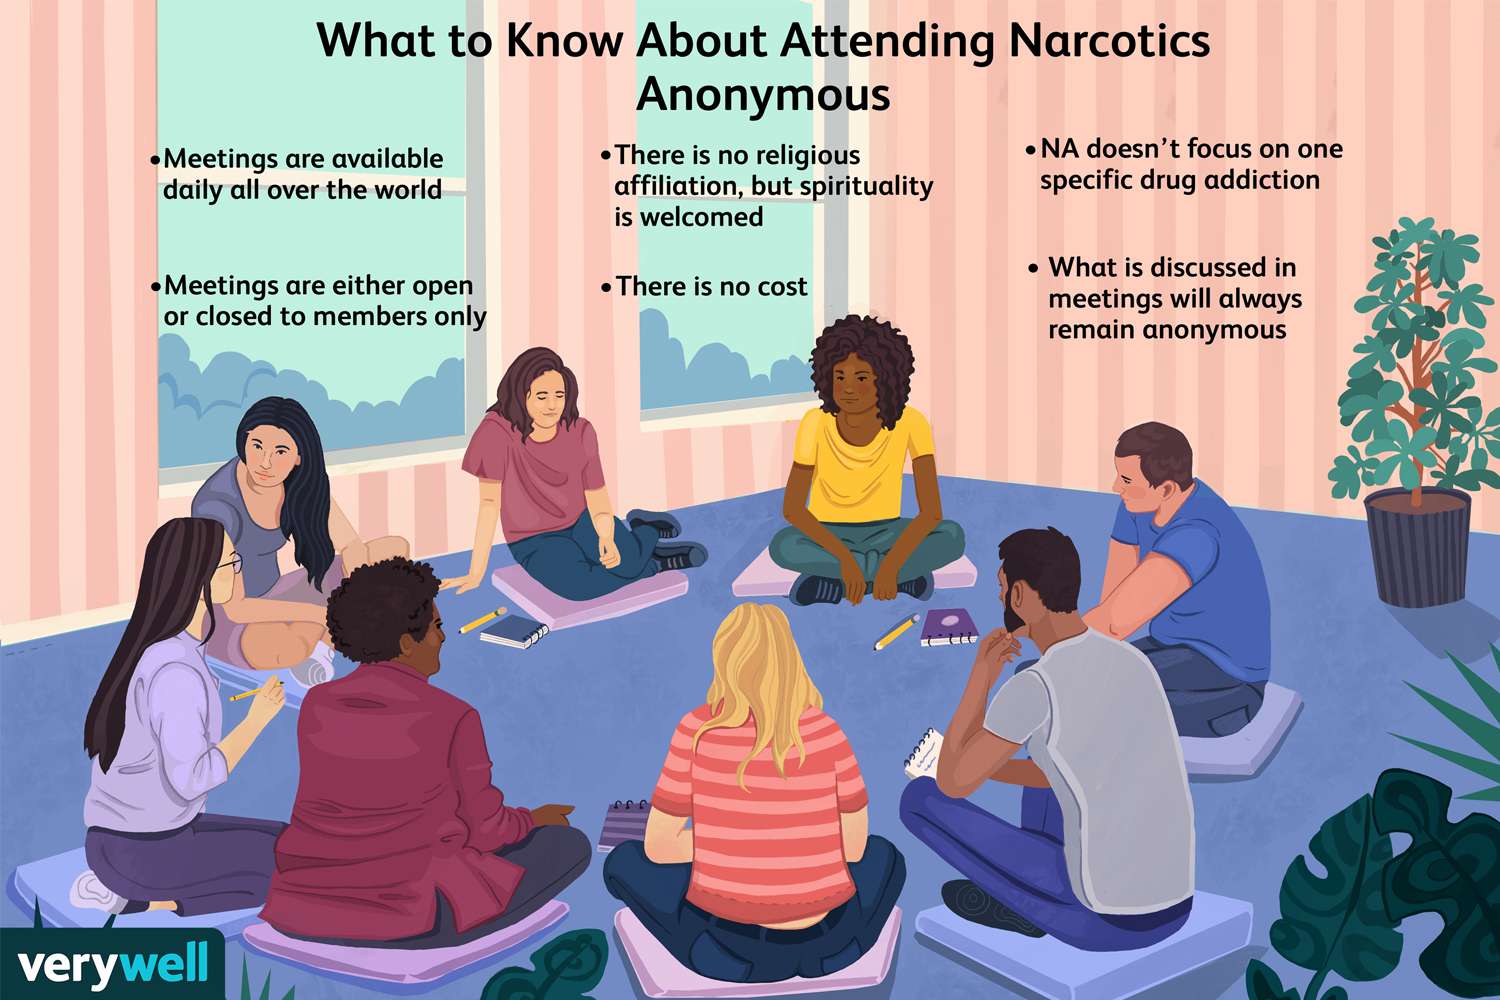 What to Know About Attending Narcotics
Anonymous
•Meetings are available
daily all over the world
•Meetings are either open
or closed to members only
•There is no religious
affiliation, but spirituality
is welcomed
•There is no cost
•NA doesn't focus on one
specific drug addiction
• What is discussed in
meetings will always
remain anonymous
verywell